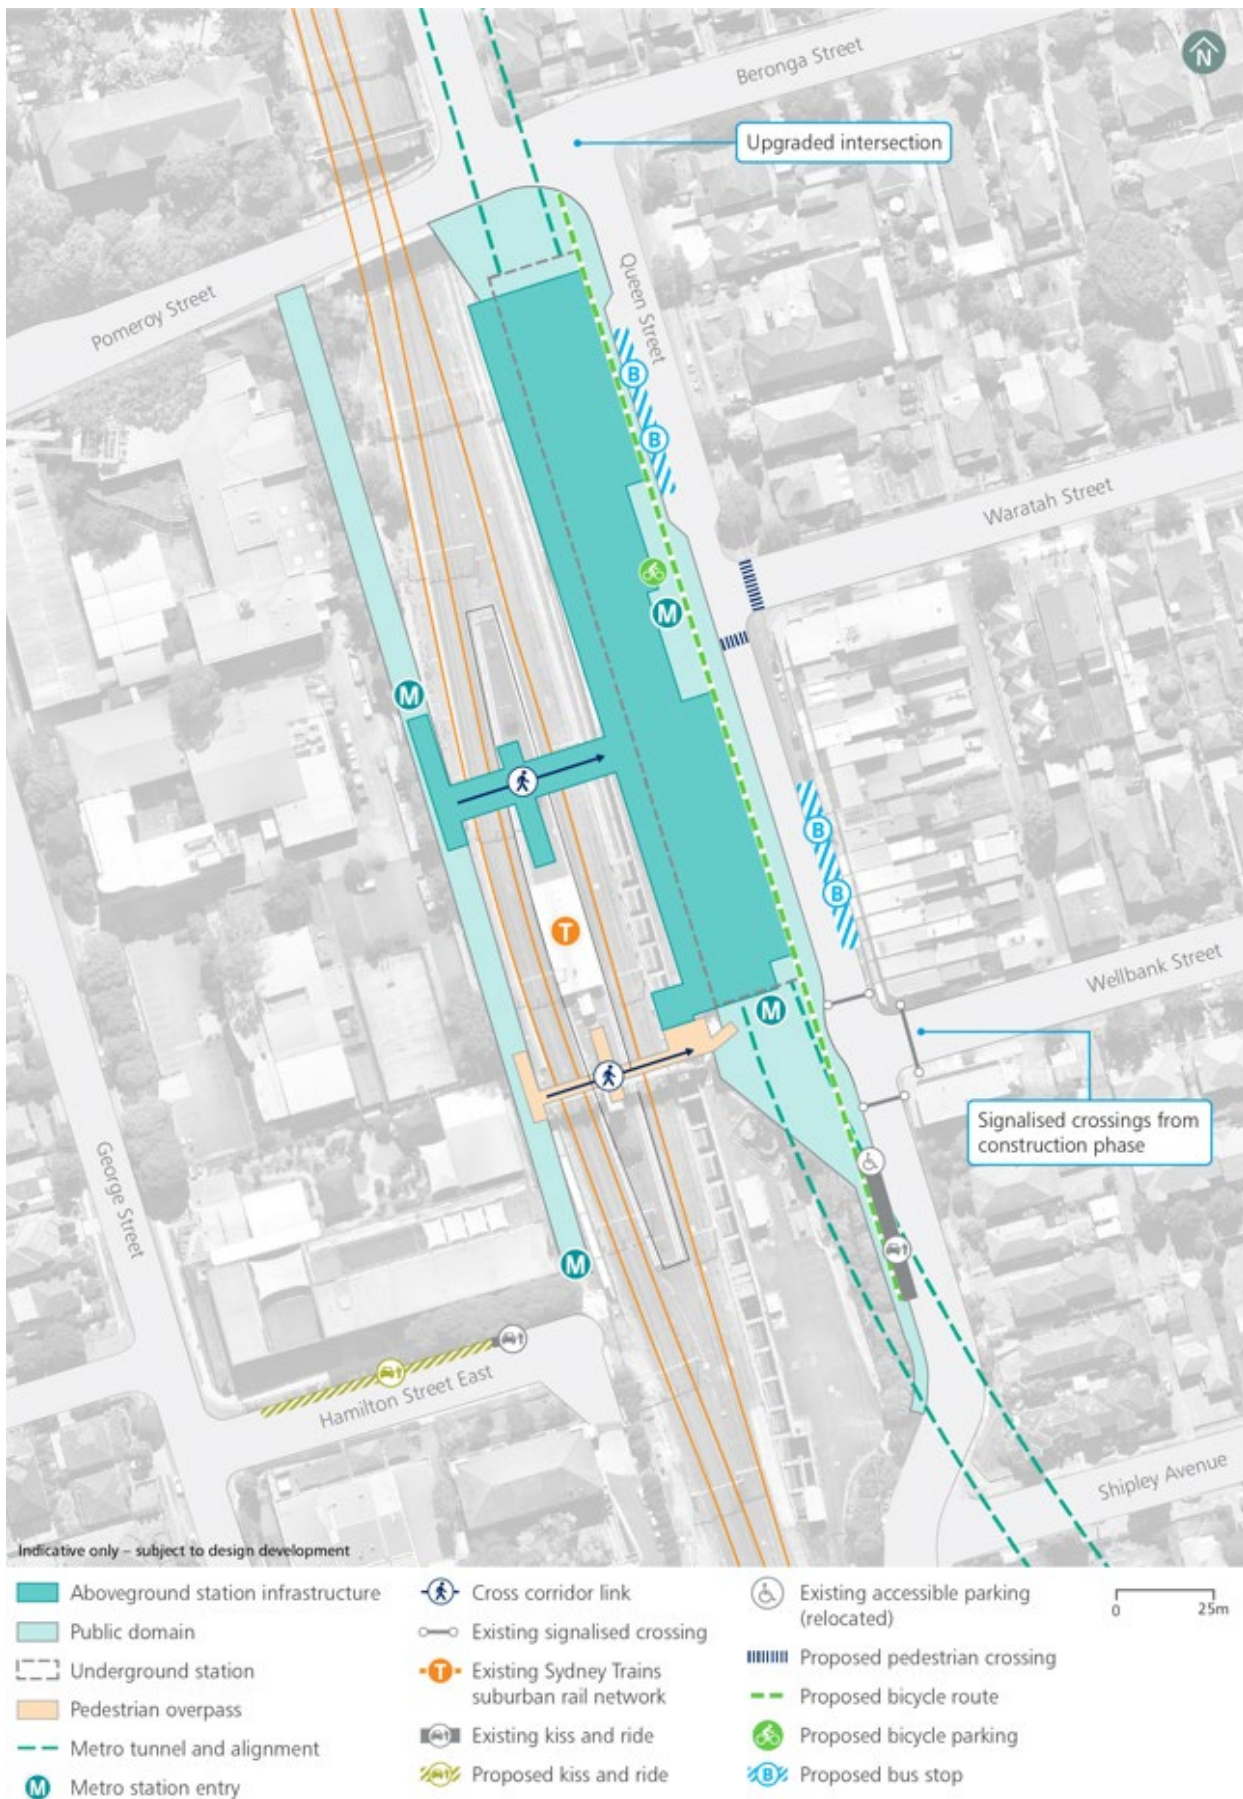 N
Beronga Street
Upgraded intersection
Queen Street
Pomeroy Street
B
B
Waratah Street
M
M
B
B
T
Wellbank Street
M
Signalised crossings from
construction phase
George Street
M
Hamilton Street East
Shipley Avenue
Indicative only – subject to design development
Aboveground station infrastructure
Public domain
Underground station
Pedestrian overpass
Metro tunnel and alignment
M Metro station entry
Cross corridor link
Existing signalised crossing
T Existing Sydney Trains
suburban rail network
Existing kiss and ride
Proposed kiss and ride
Existing accessible parking
(relocated)
Proposed pedestrian crossing
Proposed bicycle route
Proposed bicycle parking
B Proposed bus stop
0 25m